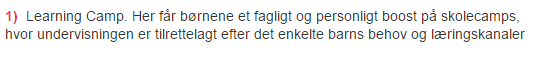 1) Learning Camp. Her får børnene et fagligt og personligt boost på skolecamps,
hvor undervisningen er tilrettelagt efter det enkelte barns behov og læringskanaler